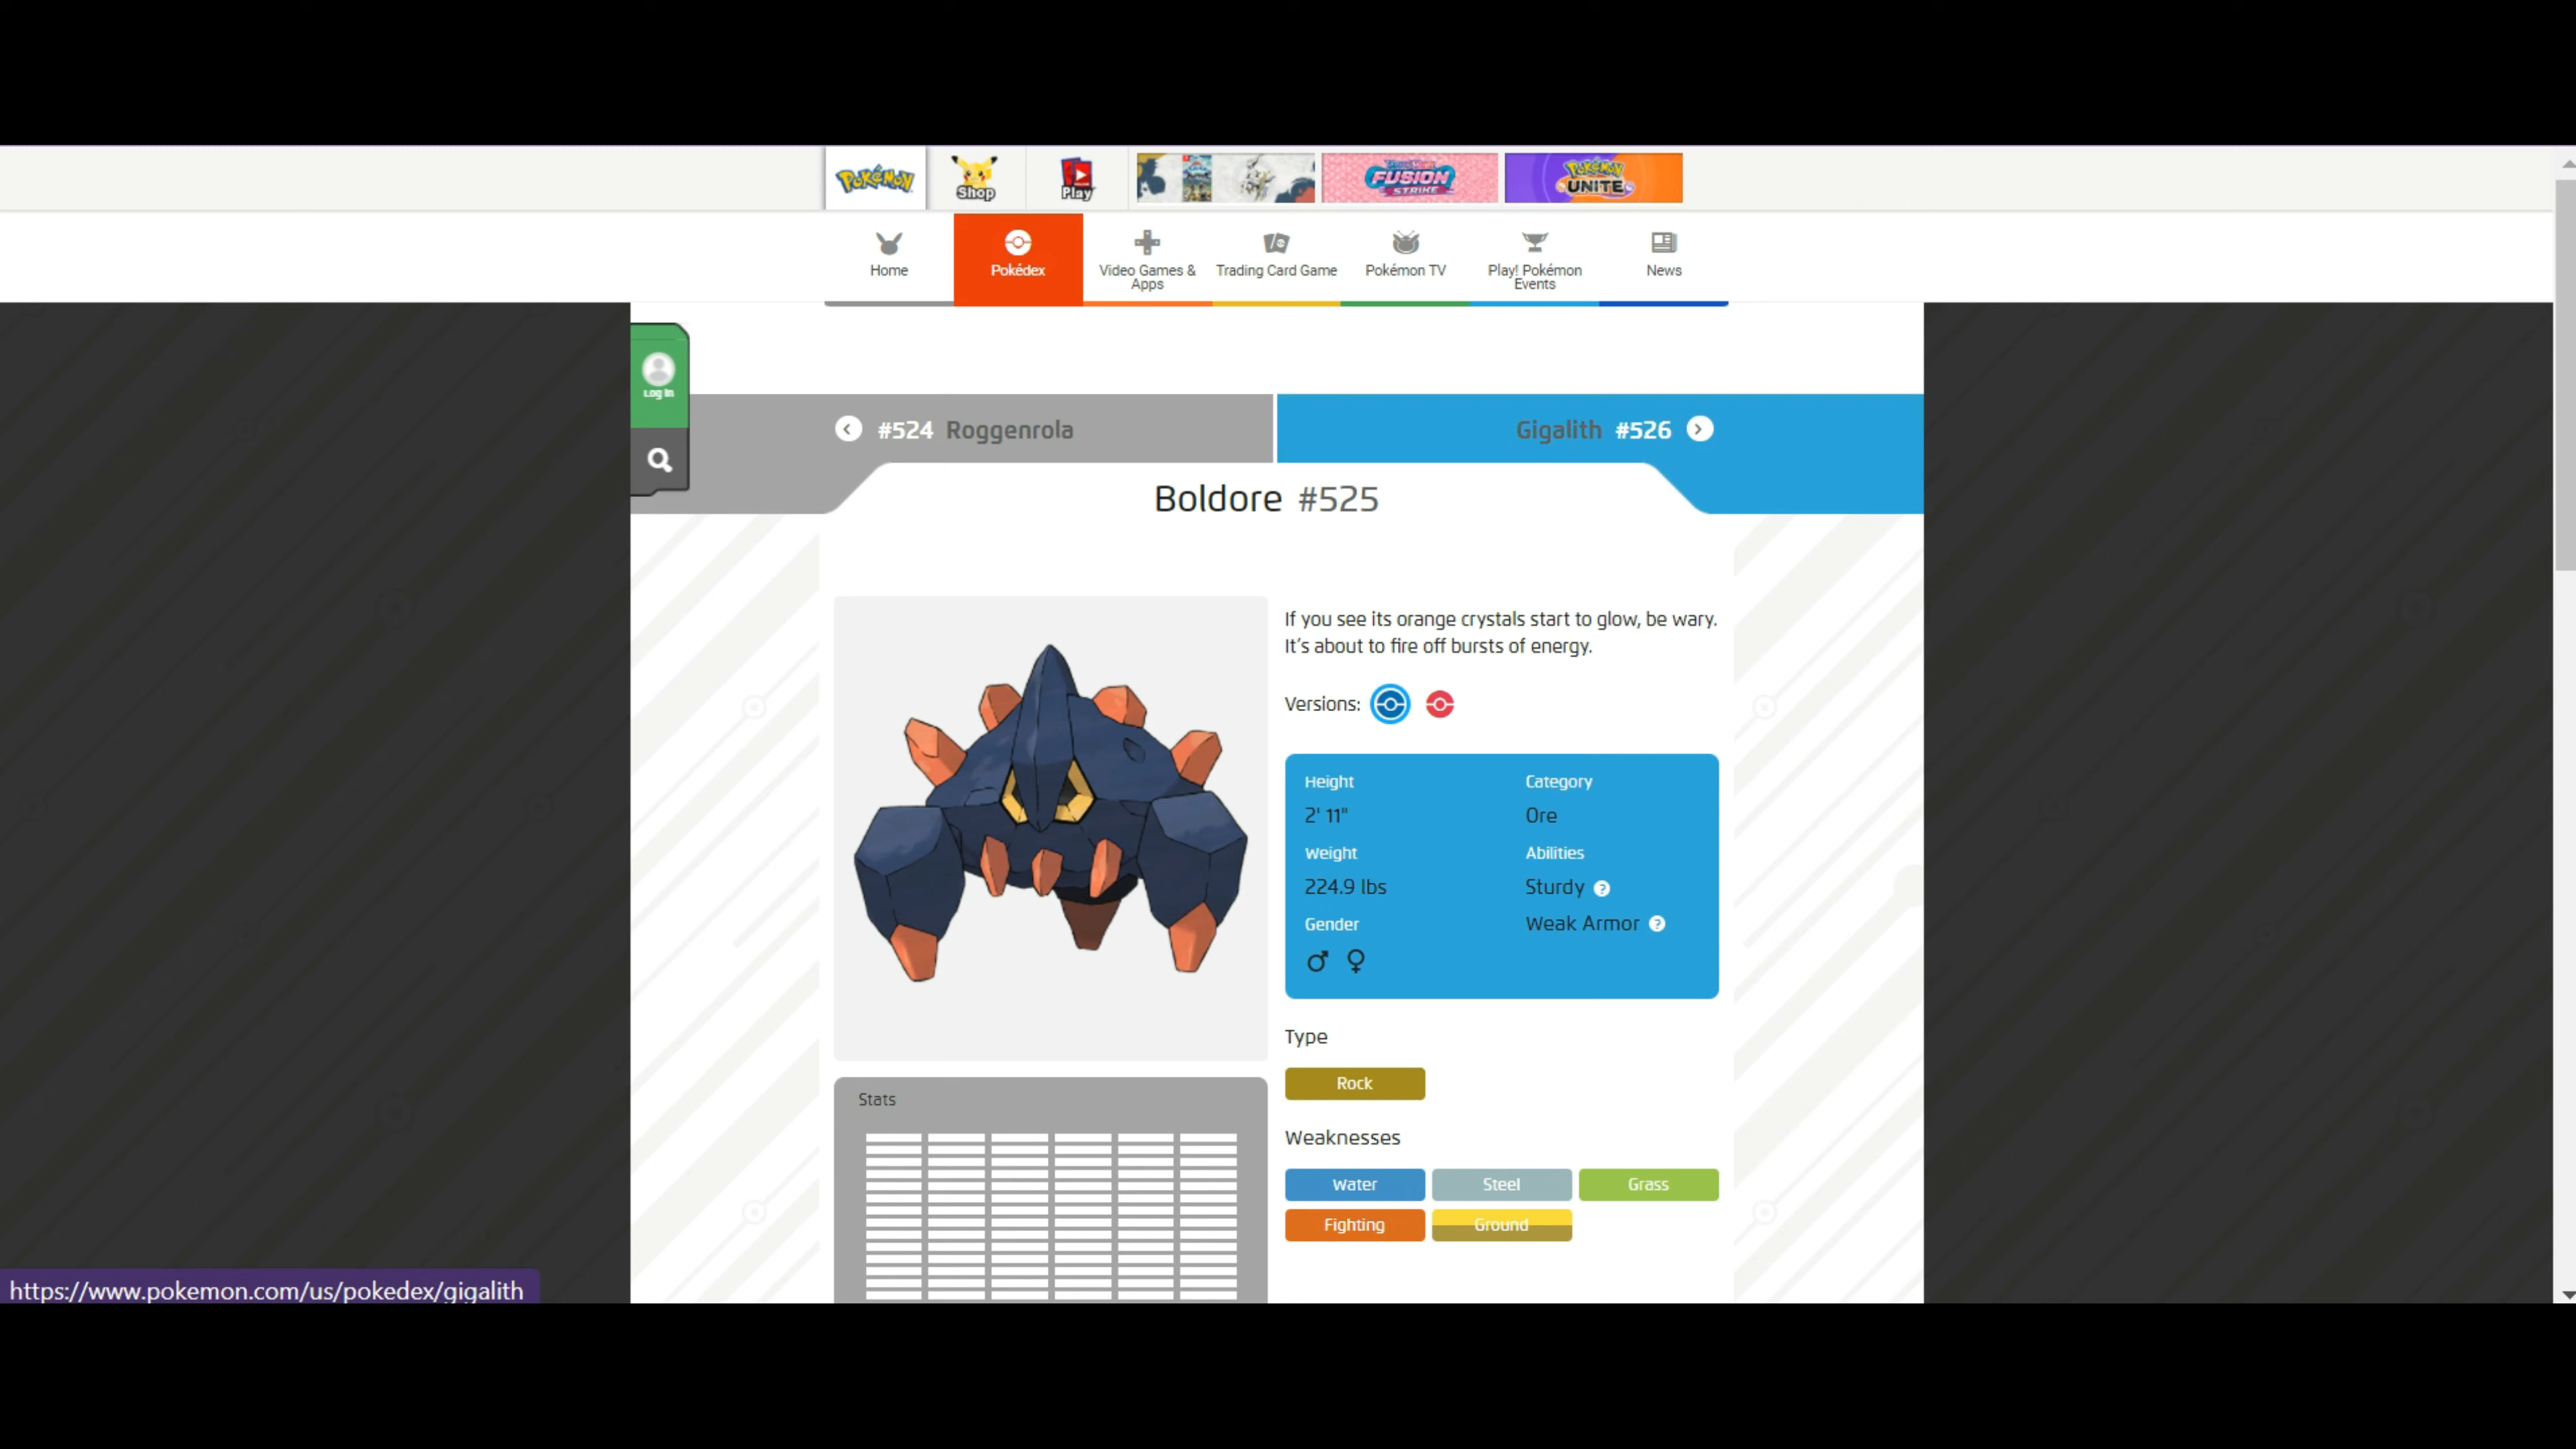 Pokémon
Shop
Play
FUSION
STRIKE
POKÉMON
UNITE
Home
Pokédex
Video Games &
Apps
Trading Card Game
Pokémon TV
Play! Pokémon
Events
News
Log In
#524 Roggenrola
Gigalith #526
Boldore #525
If you see its orange crystals start to glow, be wary.
It's about to fire off bursts of energy.
Versions:
Height
2' 11"
Weight
224.9 lbs
Gender
Category
Ore
Abilities
Sturdy ?
Weak Armor ?
Type
Rock
Weaknesses
Water Steel Grass
Fighting Ground
Stats
https://www.pokemon.com/us/pokedex/gigalith